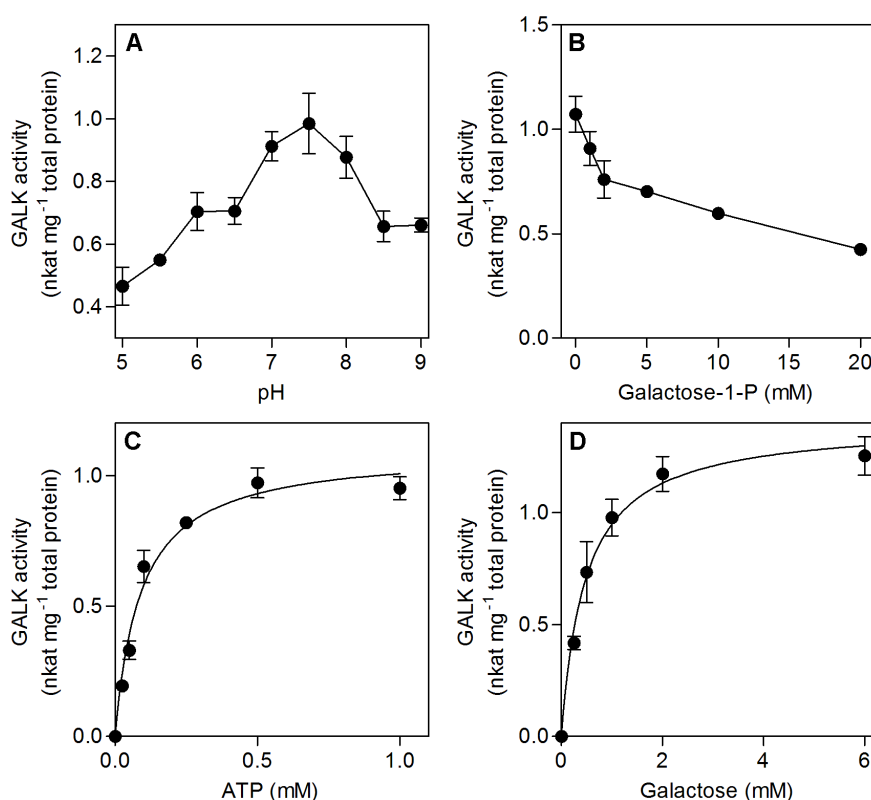 A
GALK activity
(nkat mg⁻¹ total protein)
1.2
1.0
0.8
0.6
0.4
5
6
7
8
9
pH
B
GALK activity
(nkat mg⁻¹ total protein)
1.5
1.0
0.5
0.0
0
5
10
15
20
Galactose-1-P (mM)
C
GALK activity
(nkat mg⁻¹ total protein)
1.0
0.5
0.0
0.0
0.5
1.0
ATP (mM)
D
GALK activity
(nkat mg⁻¹ total protein)
1.0
0.5
0.0
0
2
4
6
Galactose (mM)